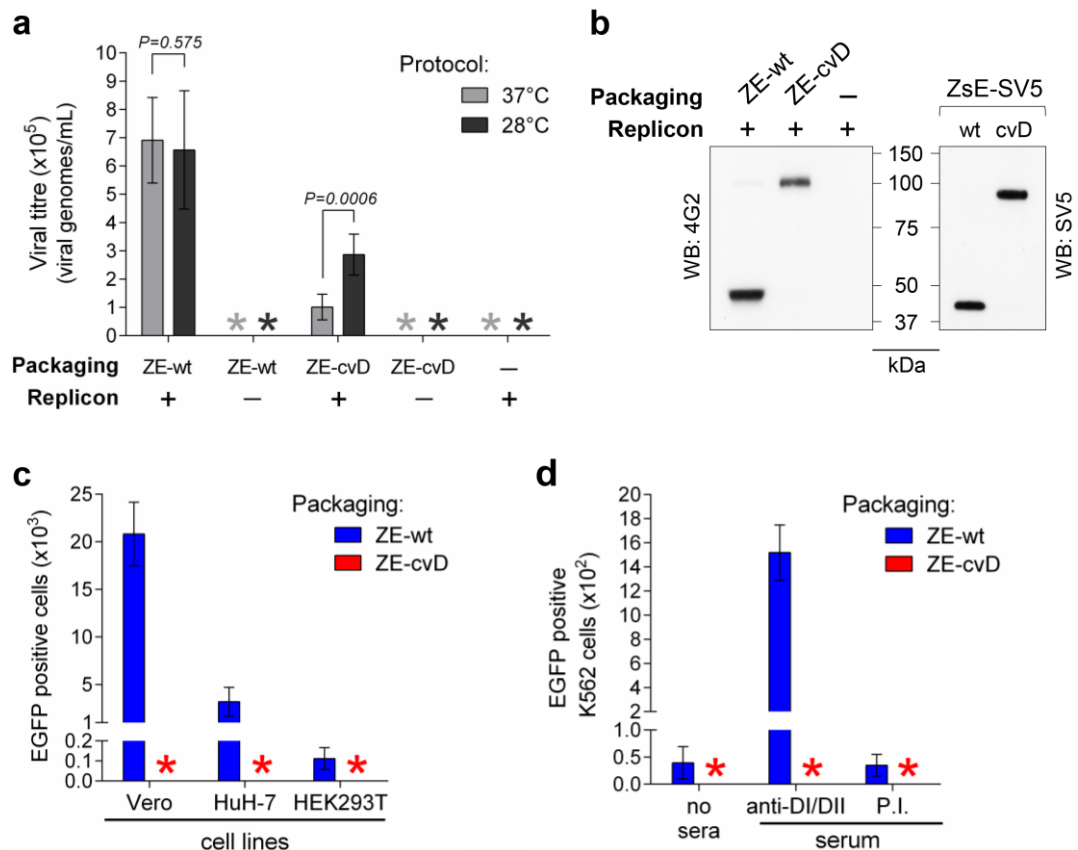 a
P=0.575
Protocol:
37°C
28°C
P=0.0006
Viral titre (x10⁵)
(viral genomes/mL)
10
9
8
7
6
5
4
3
2
1
0
* * * * * *
Packaging ZE-wt ZE-wt ZE-cvD ZE-cvD —
Replicon + — + — +
b
ZE-wt ZE-cvD
Packaging —
Replicon + + +
ZsE-SV5
wt cvD
WB: 4G2
150
100
75
50
37
kDa
WB: SV5
c
Packaging:
ZE-wt
ZE-cvD
EGFP positive cells (x10³)
25
20
15
10
5
1
0.2
0.1
0.0
* * *
Vero HuH-7 HEK293T
cell lines
d
Packaging:
ZE-wt
ZE-cvD
EGFP positive
K562 cells (x10²)
20
18
16
14
12
10
8
6
4
2
1.0
0.5
0.0
* * *
no
sera
anti-DI/DII P.I.
serum